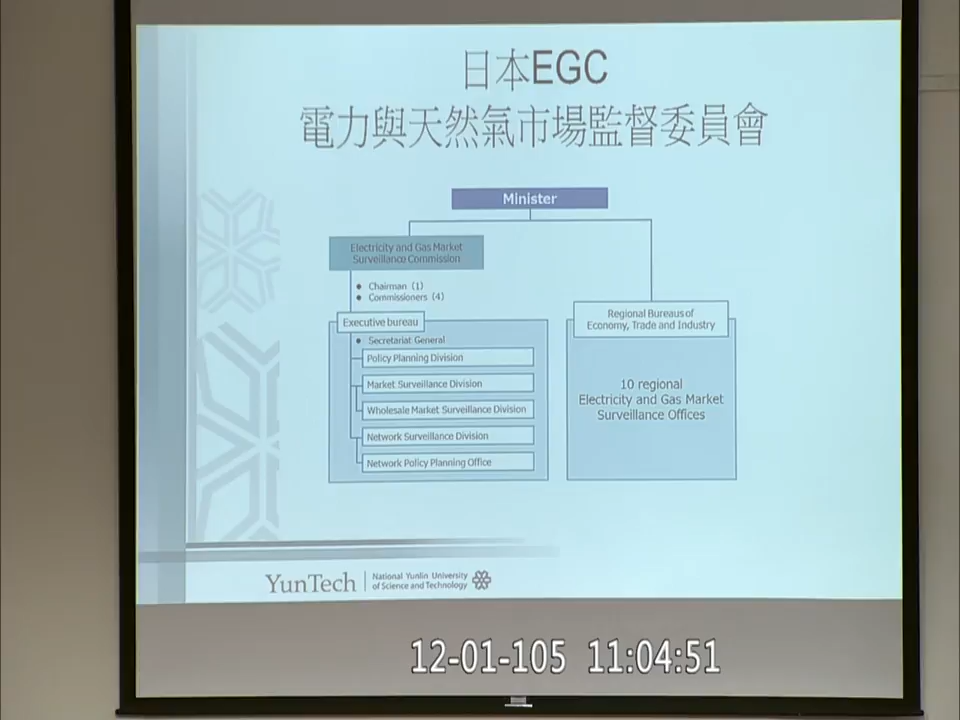 日本EGC
電力與天然氣市場監督委員會
Minister
Electricity and Gas Market
Surveillance Commission
● Chairman (1)
● Commissioners (4)
Executive bureau
● Secretariat General
Policy Planning Division
Market Surveillance Division
Wholesale Market Surveillance Division
Network Surveillance Division
Network Policy Planning Office
Regional Bureaus of
Economy, Trade and Industry
10 regional
Electricity and Gas Market
Surveillance Offices
YunTech
National Yunlin University
of Science and Technology
12-01-105 11:04:51